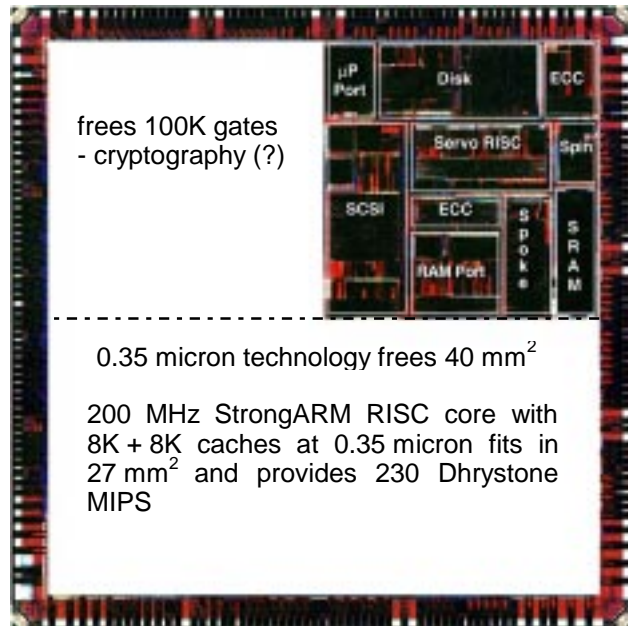 µP
Port
Disk
ECC
frees 100K gates
- cryptography (?)
Servo RISC
Spin
SCSI
ECC
Spoke
SRAM
RAM Port
0.35 micron technology frees 40 mm²
200 MHz StrongARM RISC core with
8K + 8K caches at 0.35 micron fits in
27 mm² and provides 230 Dhrystone
MIPS